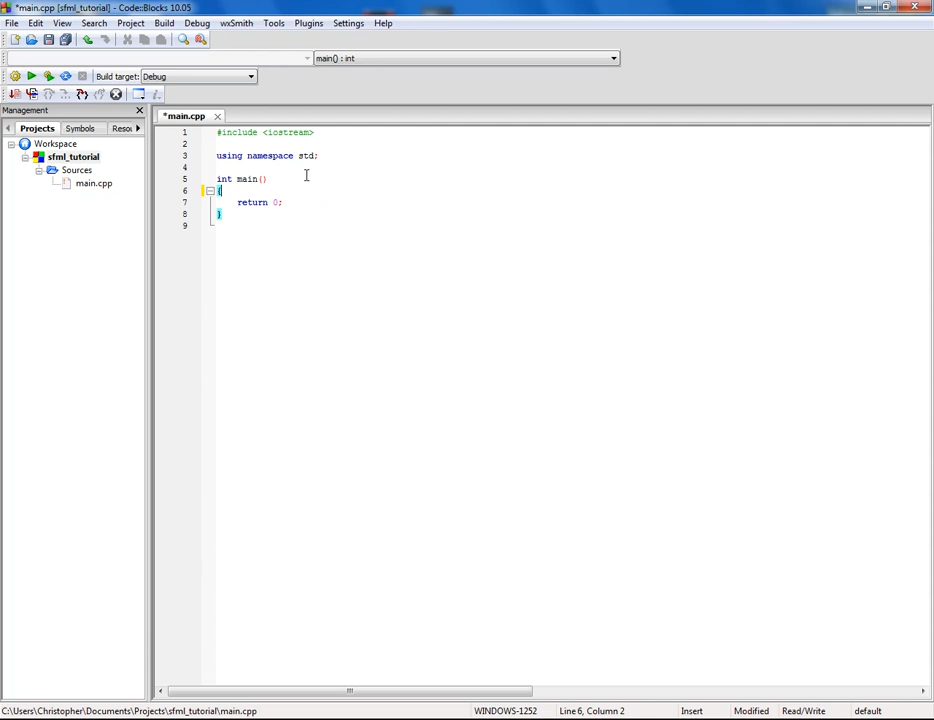 *main.cpp [sfml_tutorial] - Code::Blocks 10.05
File Edit View Search Project Build Debug wxSmith Tools Plugins Settings Help
main() : int
Build target: Debug
Management
Projects Symbols Resou
Workspace
sfml_tutorial
Sources
main.cpp
*main.cpp
1 #include <iostream>
2
3 using namespace std;
4
5 int main()
6 {
7 return 0;
8 }
9
C:\Users\Christopher\Documents\Projects\sfml_tutorial\main.cpp WINDOWS-1252 Line 6, Column 2 Insert Modified Read/Write default